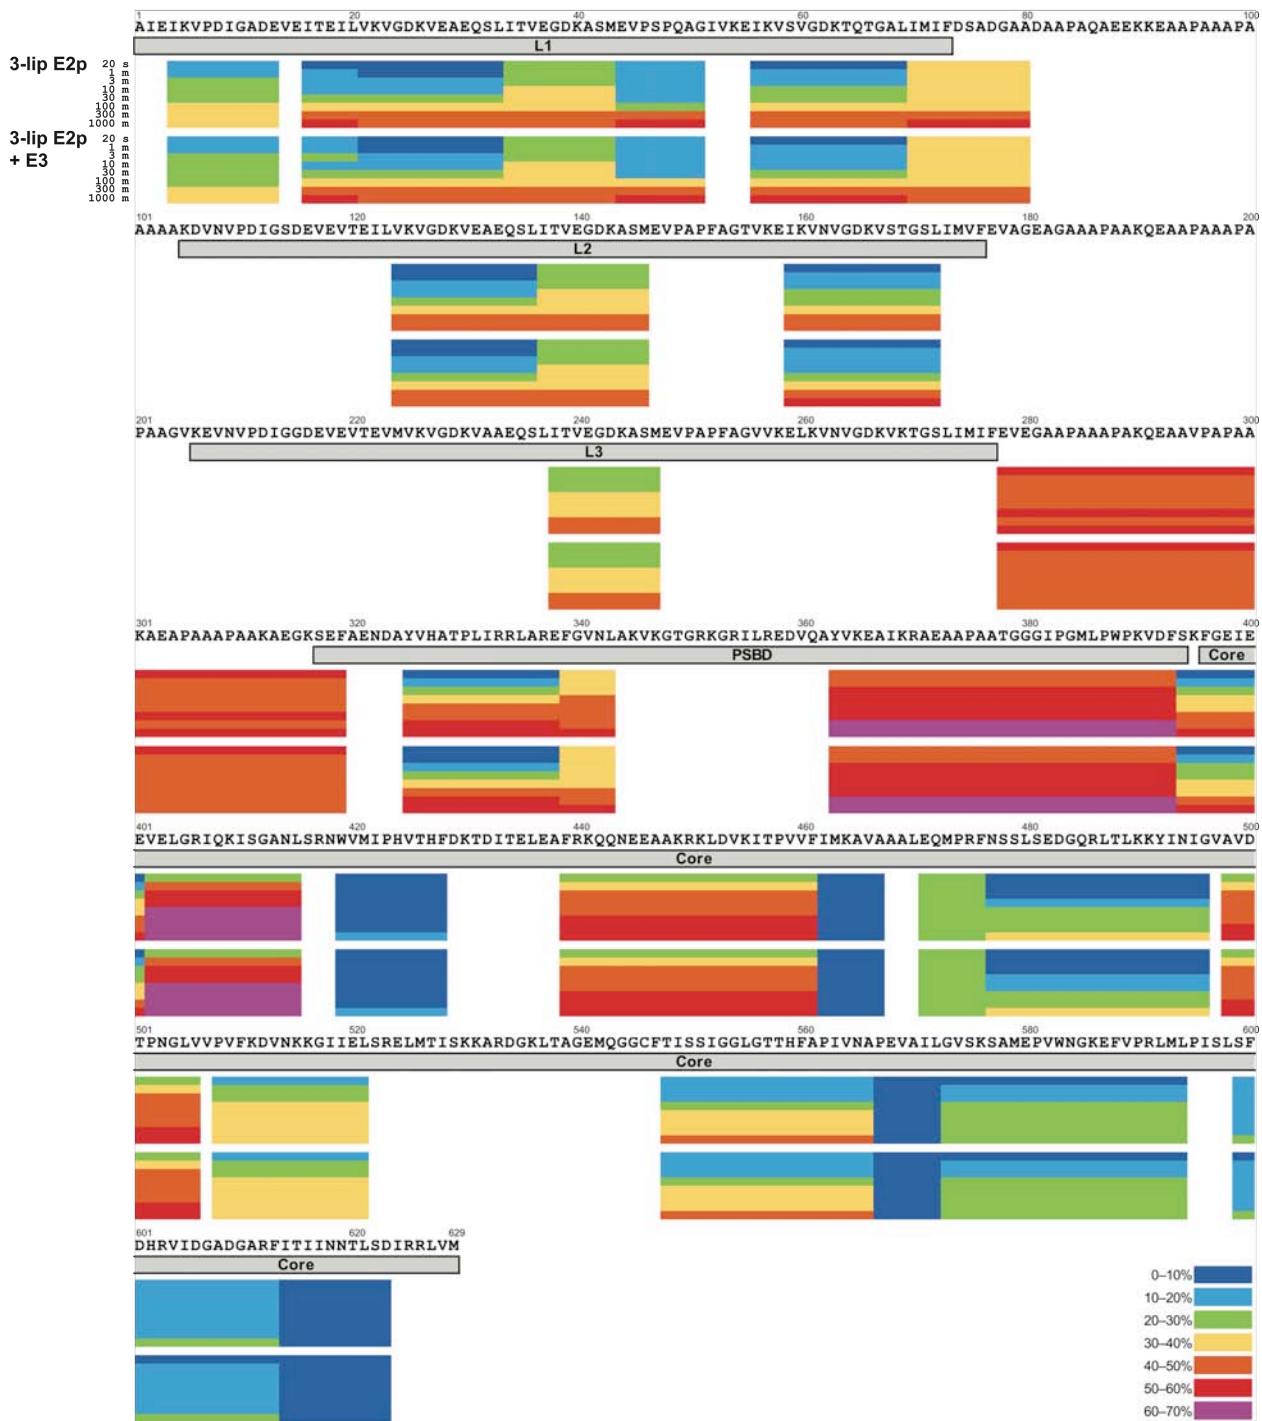 1 20 40 60 80 100
AIEIKVPDIGADEVEITEILVKVGDKVEAEQSLITVEGDKASMEVPSPQAGIVKEIKVSVGDKTQTGALIMIFDSADGAADAAPAQAEEKKEAAPAAAPA
L1
3-lip E2p
20 s
1 m
3 m
10 m
30 m
100 m
300 m
1000 m
3-lip E2p
+ E3
20 s
1 m
3 m
10 m
30 m
100 m
300 m
1000 m
101 120 140 160 180 200
AAAAKDVNVPDIGSDEVEVTEILVKVGDKVEAEQSLITVEGDKASMEVPAPFAGTVKEIKVNVGDKVSTGSLIMVFEVAGEAGAAAPAAKQEAAPAAAPA
L2
201 220 240 260 280 300
PAAGVKEVNVPDIGGDEVEVTEVMVKVGDKVAAEQSLITVEGDKASMEVPAPFAGVVKELKVNVGDKVKTGSLIMIFEVEGAAPAAAPAKQEAAVPAPAA
L3
301 320 340 360 380 400
KAEAPAAAPAAKAEGKSEFAENDAYVHATPLIRRLAREFGVNLAKVKGTGRKGRILREDVQAYVKEAIKRAEAAPAATGGGIPGMLPWPKVDFSKFGEIE
PSBD Core
401 420 440 460 480 500
EVELGRIQKISGANLSRNWVMIPHVTHFDKTDITELEAFRKQQNEEAAKRKLDVKITPVVFIMKAVAAALEQMPRFNSSLSEDGQRLTLKKYINIGVAVD
Core
501 520 540 560 580 600
TPNGLVVPVFKDVNKKGIIELSRELMTISKKARDGKLTAGEMQGGCFTISSIGGLGTTHFAPIVNAPEVAILGVSKSAMEPVWNGKEFVPRLMLPISLSF
Core
601 620 629
DHRVIDGADGARFITIINNTLSDIRRLVM
Core
0–10%
10–20%
20–30%
30–40%
40–50%
50–60%
60–70%